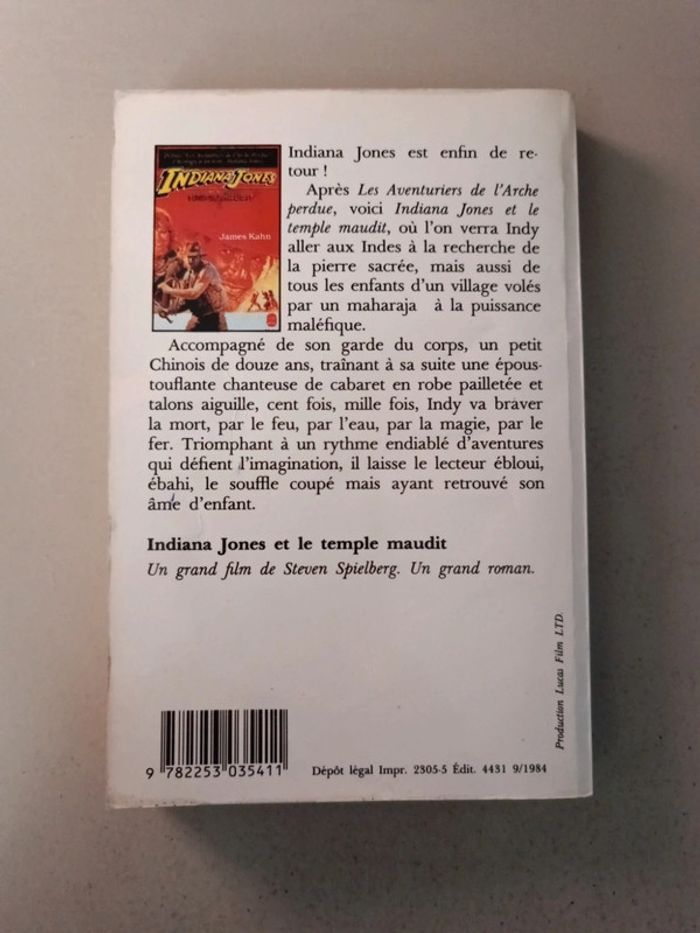 INDIANA JONES
James Kahn
Indiana Jones est enfin de re-
tour !
Après Les Aventuriers de l'Arche
perdue, voici Indiana Jones et le
temple maudit, où l'on verra Indy
aller aux Indes à la recherche de
la pierre sacrée, mais aussi de
tous les enfants d'un village volés
par un maharaja à la puissance
maléfique.
Accompagné de son garde du corps, un petit
Chinois de douze ans, traînant à sa suite une épous-
touflante chanteuse de cabaret en robe pailletée et
talons aiguille, cent fois, mille fois, Indy va braver
la mort, par le feu, par l'eau, par la magie, par le
fer. Triomphant à un rythme endiablé d'aventures
qui défient l'imagination, il laisse le lecteur ébloui,
ébahi, le souffle coupé mais ayant retrouvé son
âme d'enfant.
Indiana Jones et le temple maudit
Un grand film de Steven Spielberg. Un grand roman.
Production Lucas Film LTD.
9 782253 035411
Dépôt légal Impr. 2305-5 Édit. 4431 9/1984